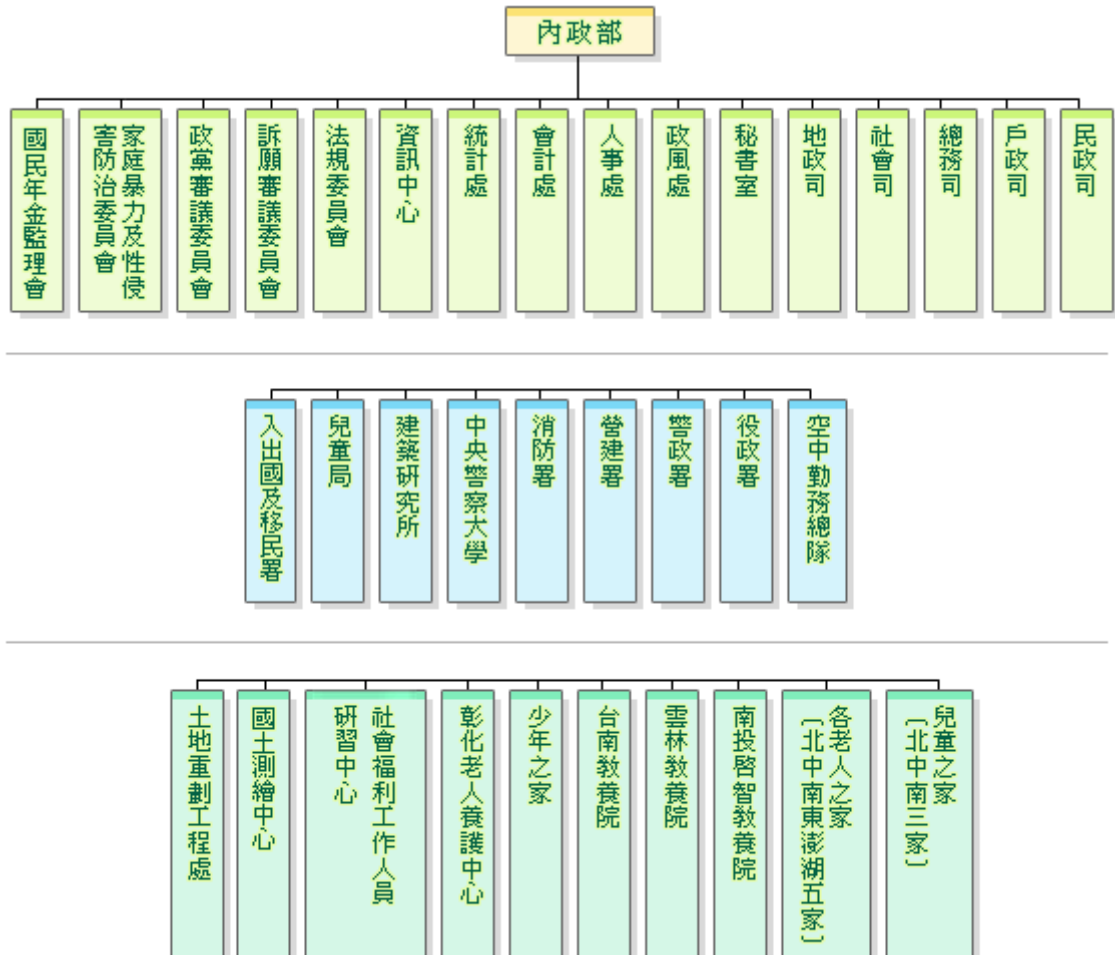 內政部
國民年金監理會
家庭暴力及性侵
害防治委員會
政黨審議委員會
訴願審議委員會
法規委員會
資訊中心
統計處
會計處
人事處
政風處
秘書室
地政司
社會司
總務司
戶政司
民政司
入出國及移民署
兒童局
建築研究所
中央警察大學
消防署
營建署
警政署
役政署
空中勤務總隊
土地重劃工程處
國土測繪中心
社會福利工作人員
研習中心
彰化老人養護中心
少年之家
台南教養院
雲林教養院
南投啓智教養院
各老人之家
〔北中南東澎湖五家〕
兒童之家
〔北中南三家〕